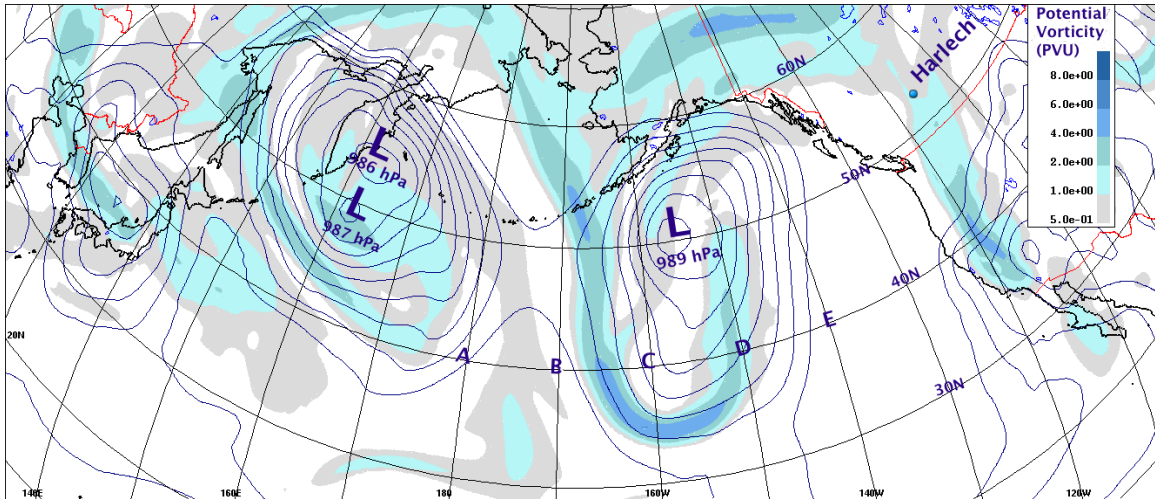 Potential
Vorticity
(PVU)
8.0e+00
6.0e+00
4.0e+00
2.0e+00
1.0e+00
5.0e-01
Harlech
60N
50N
40N
30N
20N
L
986 hPa
L
987 hPa
L
989 hPa
A
B
C
D
E
140E
160E
180
160W
140W
120W